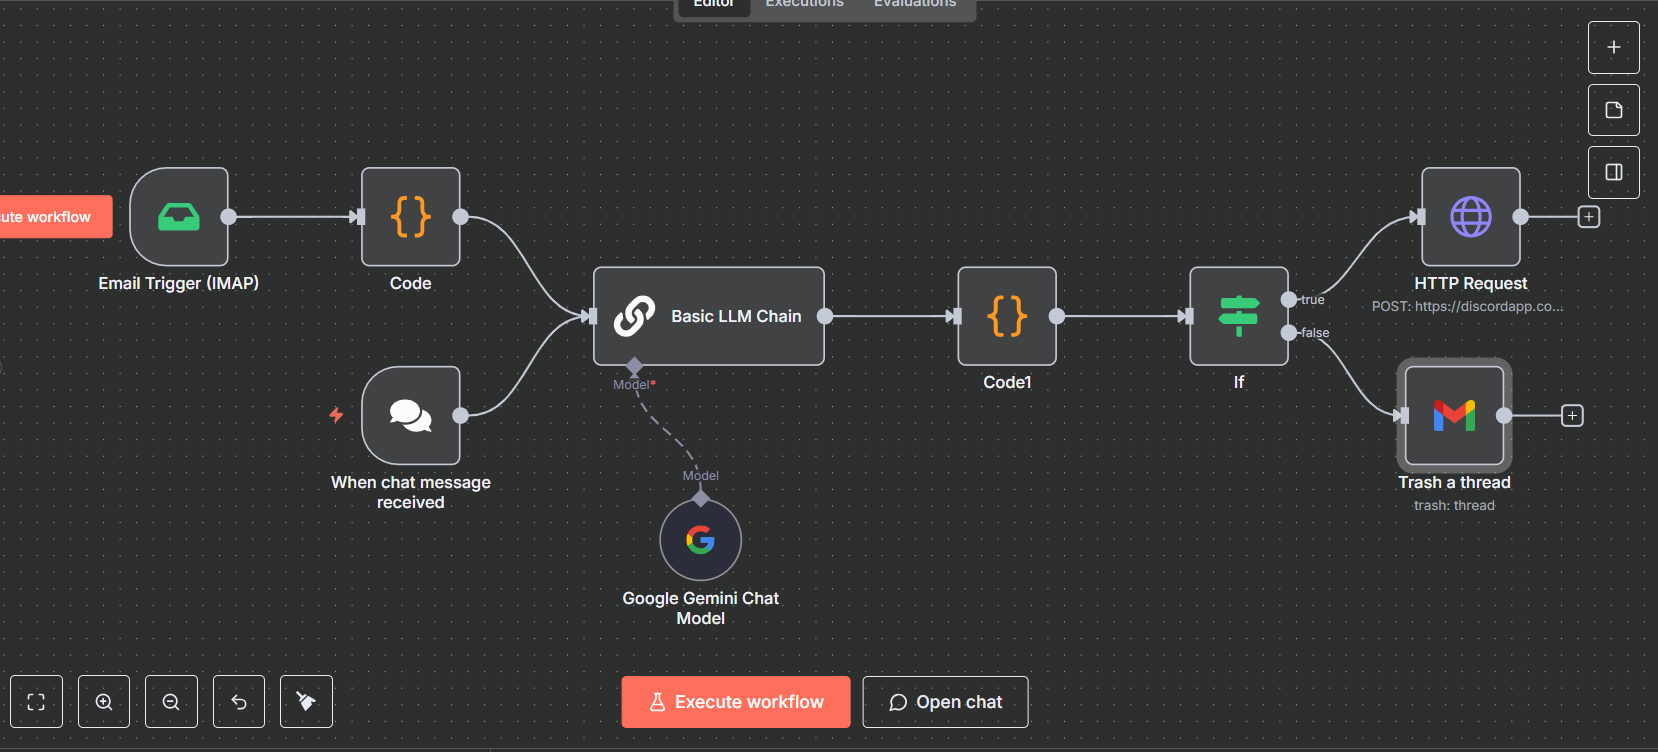 Editor
Executions
Evaluations
cute workflow
Email Trigger (IMAP)
Code
HTTP Request
POST: https://discordapp.co...
Basic LLM Chain
Model*
Code1
If
true
false
When chat message
received
Model
Google Gemini Chat
Model
Trash a thread
trash: thread
Execute workflow
Open chat